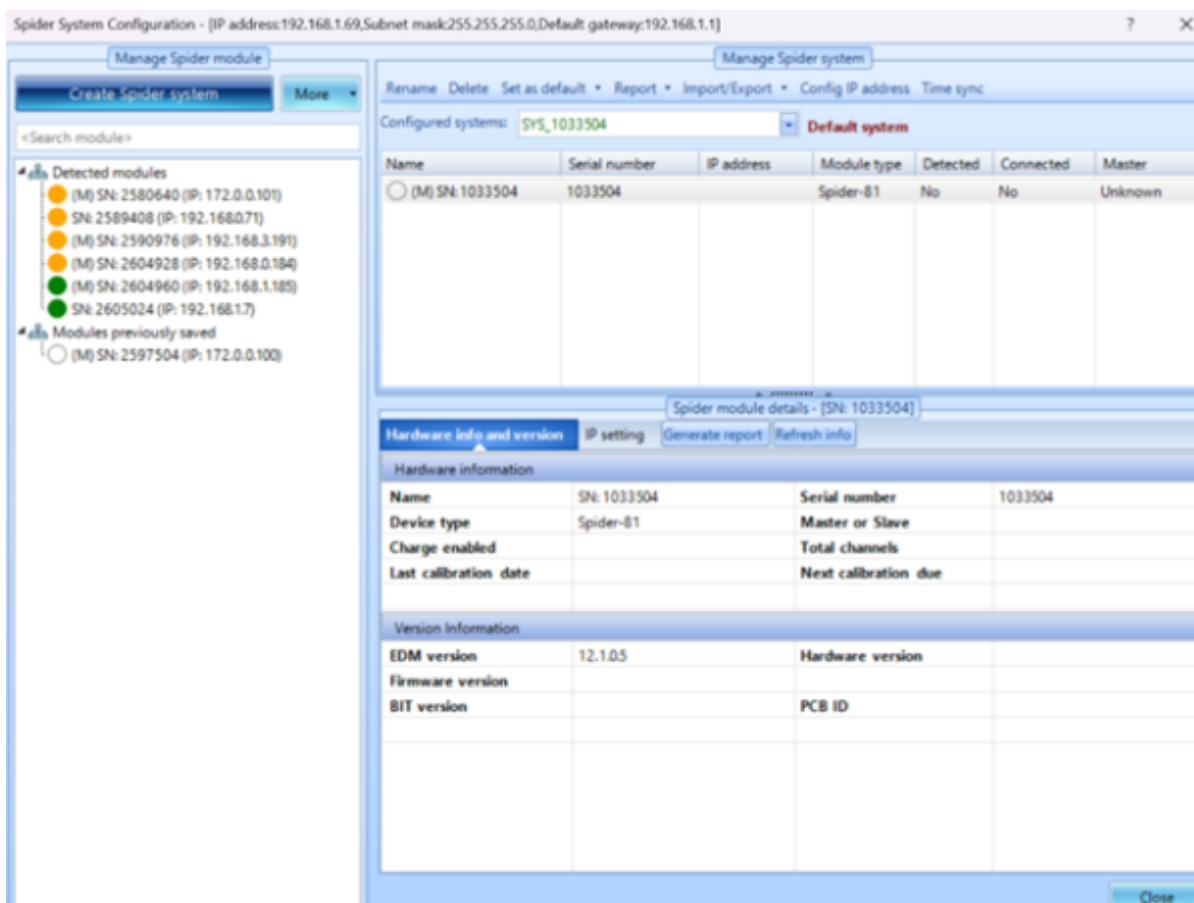 Spider System Configuration - [IP address:192.168.1.69,Subnet mask:255.255.255.0,Default gateway:192.168.1.1]
? ×
Manage Spider module
Create Spider system
More
<Search module>
Detected modules
(M) SN: 2580640 (IP: 172.0.0.101)
SN: 2589408 (IP: 192.168.0.71)
(M) SN: 2590976 (IP: 192.168.3.191)
(M) SN: 2604928 (IP: 192.168.0.184)
(M) SN: 2604960 (IP: 192.168.1.185)
SN: 2605024 (IP: 192.168.1.7)
Modules previously saved
(M) SN: 2597504 (IP: 172.0.0.100)
Manage Spider system
Rename Delete Set as default Report Import/Export Config IP address Time sync
Configured systems: SYS_1033504 Default system
Name Serial number IP address Module type Detected Connected Master
(M) SN: 1033504 1033504 Spider-81 No No Unknown
Spider module details - [SN: 1033504]
Hardware info and version IP setting Generate report Refresh info
Hardware information
Name SN: 1033504 Serial number 1033504
Device type Spider-81 Master or Slave
Charge enabled Total channels
Last calibration date Next calibration due
Version Information
EDM version 12.1.0.5 Hardware version
Firmware version
BIT version PCB ID
Close